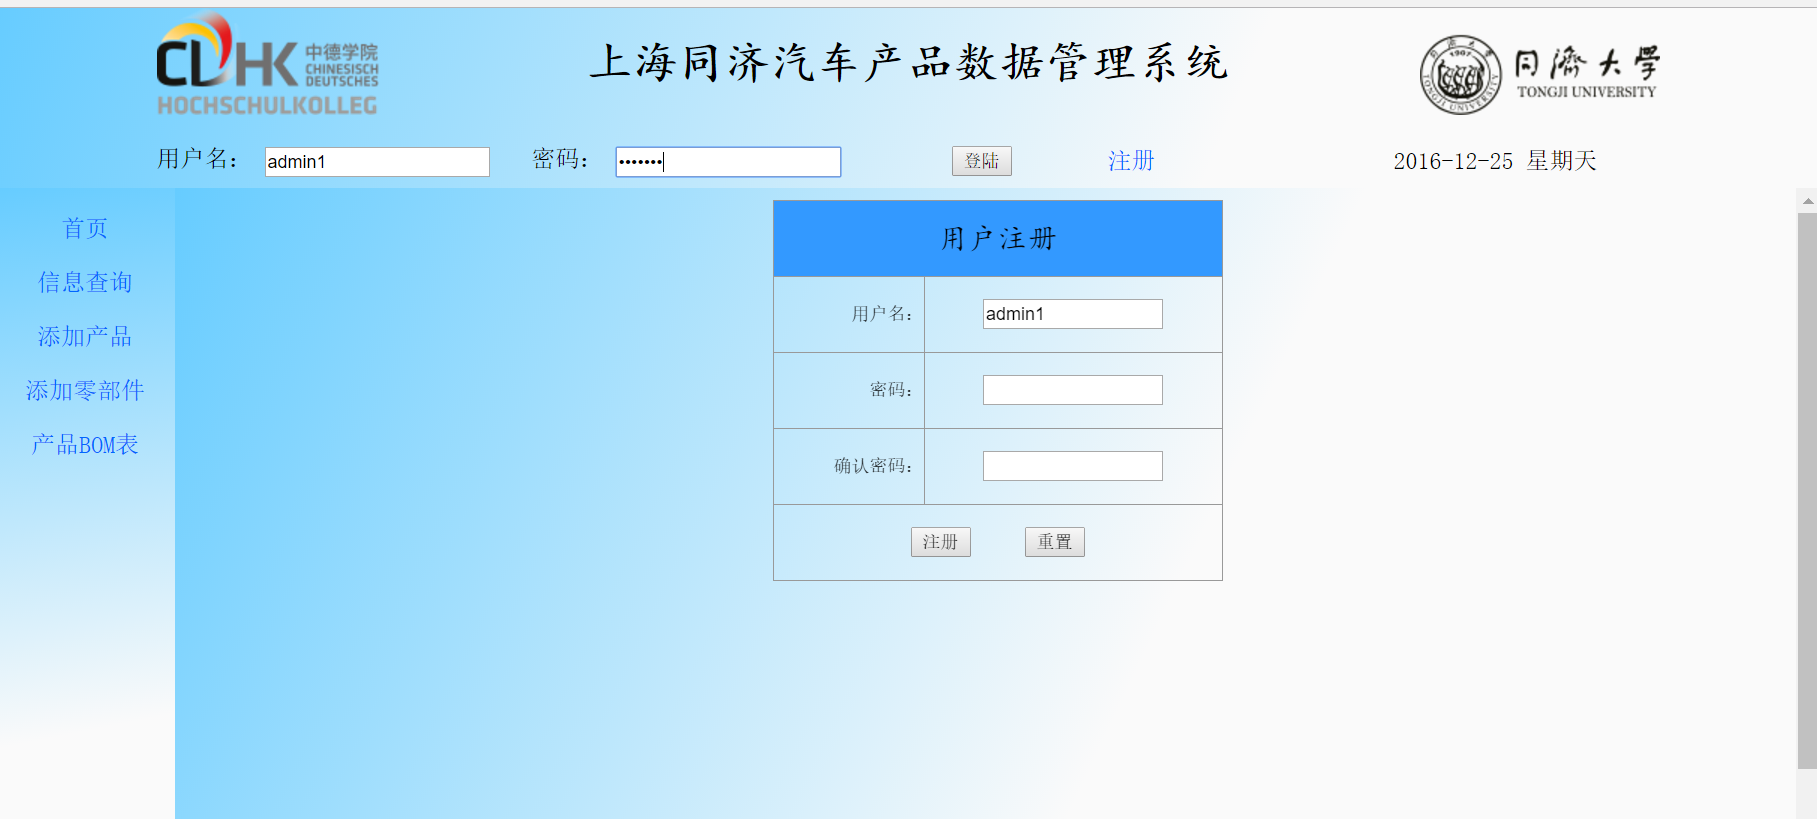 中德学院
CDHK CHINESISCH
DEUTSCHES
HOCHSCHULKOLLEG
上海同济汽车产品数据管理系统
同濟大學
TONGJI UNIVERSITY
用户名： admin1 密码： ••••••• 登陆 注册 2016-12-25 星期天
首页
信息查询
添加产品
添加零部件
产品BOM表
用户注册
用户名： admin1
密码：
确认密码：
注册 重置